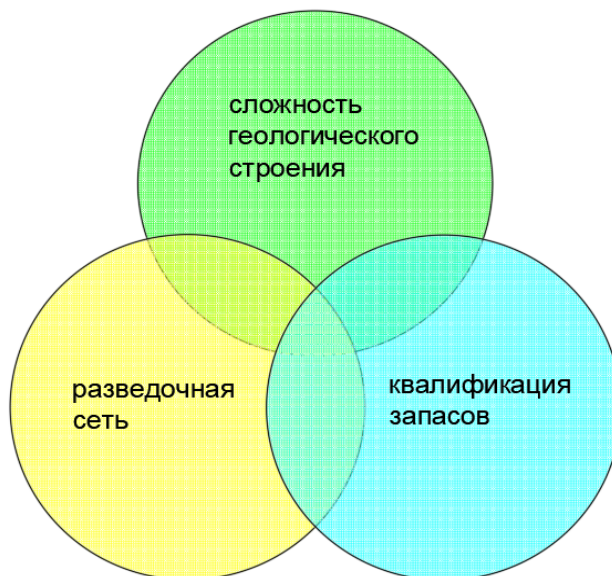 сложность
геологического
строения
разведочная
сеть
квалификация
запасов